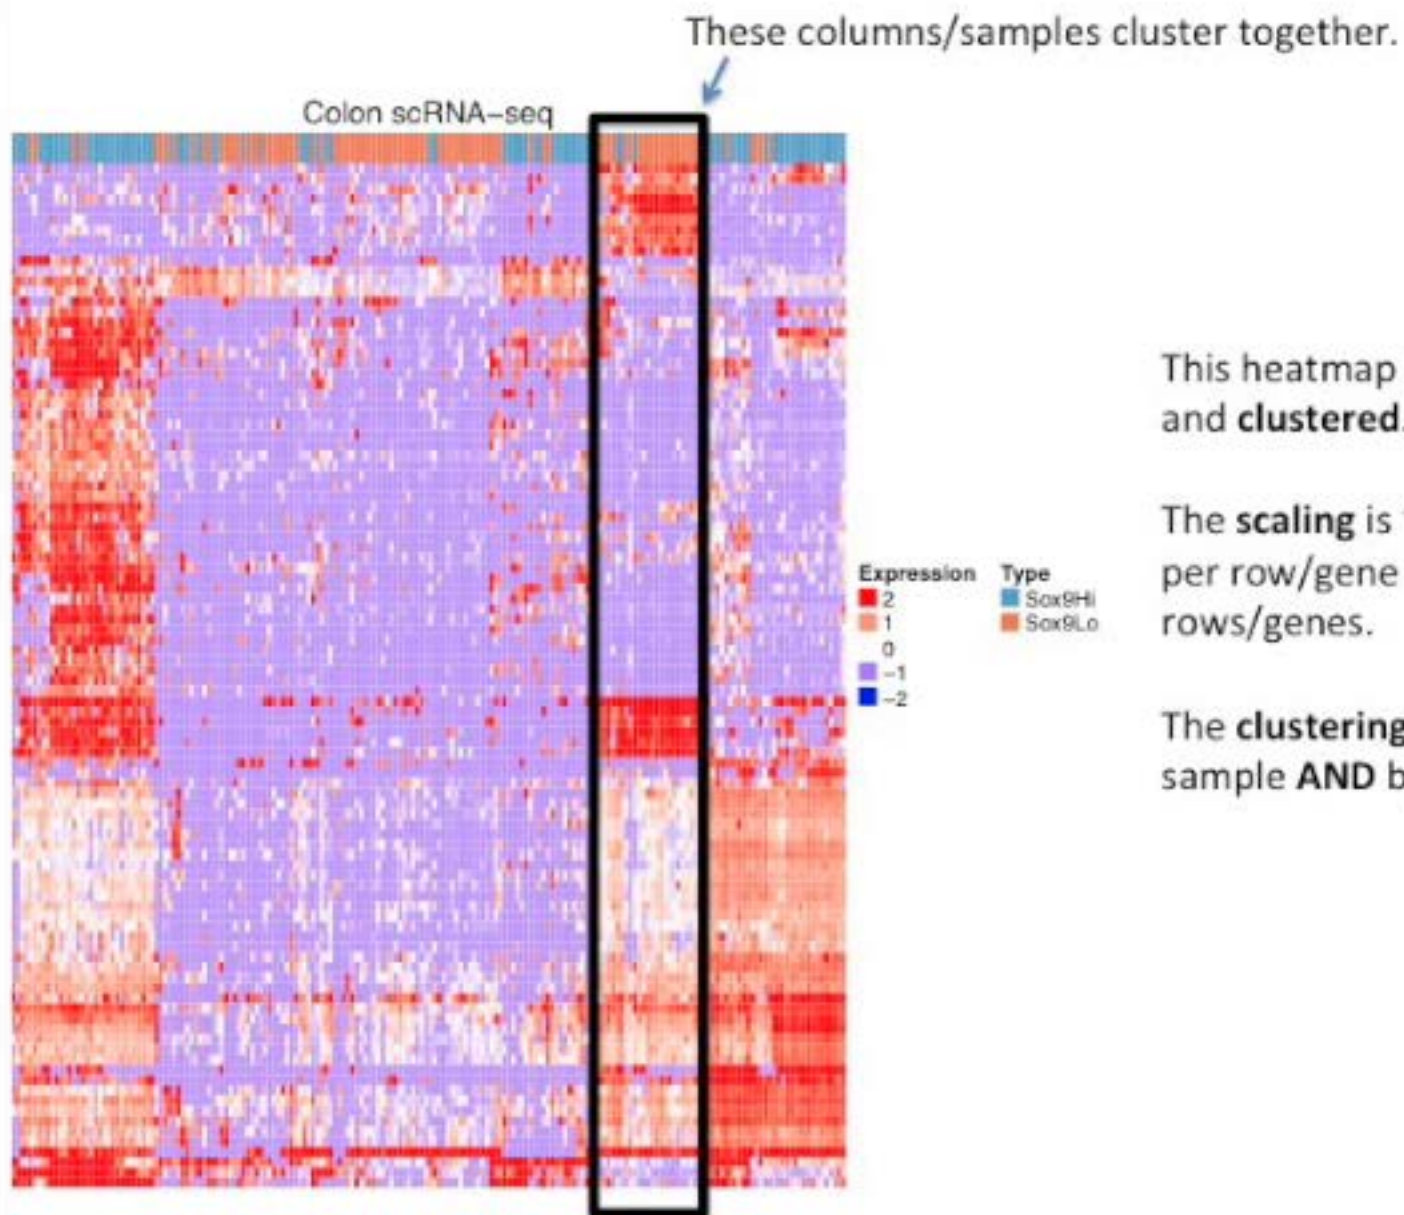 These columns/samples cluster together.
Colon scRNA-seq
This heatmap
and clustered.
The scaling is
per row/gene
rows/genes.
The clustering
sample AND b
Expression Type
2 Sox9Hi
1 Sox9Lo
0
-1
-2